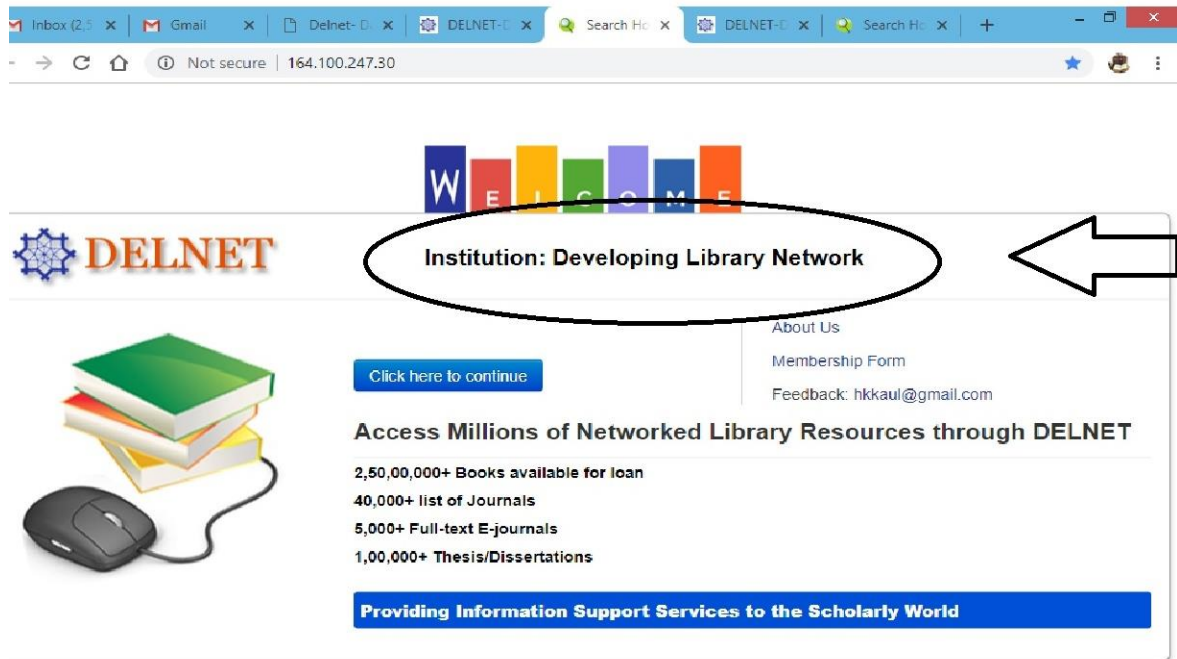 Inbox (2,5
Gmail
Delnet- D
DELNET-D
Search Ho
DELNET-D
Search Ho
Not secure | 164.100.247.30
WELCOME
DELNET
Institution: Developing Library Network
About Us
Click here to continue
Membership Form
Feedback: hkkaul@gmail.com
Access Millions of Networked Library Resources through DELNET
2,50,00,000+ Books available for loan
40,000+ list of Journals
5,000+ Full-text E-journals
1,00,000+ Thesis/Dissertations
Providing Information Support Services to the Scholarly World